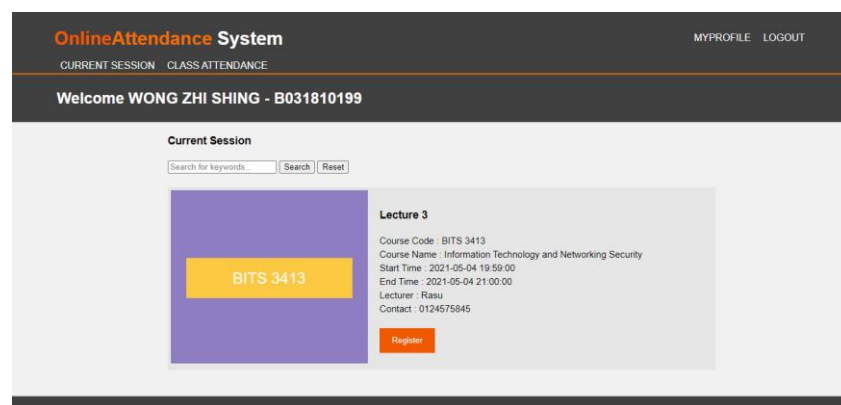 OnlineAttendance System
MYPROFILE LOGOUT
CURRENT SESSION CLASS ATTENDANCE
Welcome WONG ZHI SHING - B031810199
Current Session
Search for keywords... Search Reset
BITS 3413
Lecture 3
Course Code : BITS 3413
Course Name : Information Technology and Networking Security
Start Time : 2021-05-04 19:59:00
End Time : 2021-05-04 21:00:00
Lecturer : Rasu
Contact : 0124575845
Register